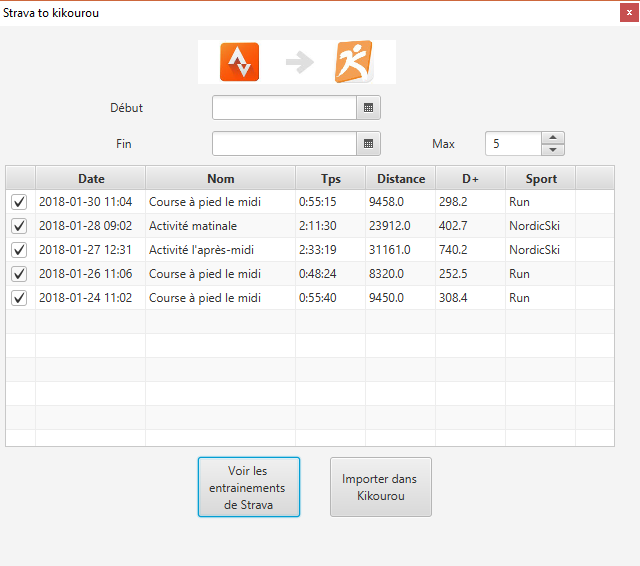 Strava to kikourou
Début
Fin Max 5
Date Nom Tps Distance D+ Sport
2018-01-30 11:04 Course à pied le midi 0:55:15 9458.0 298.2 Run
2018-01-28 09:02 Activité matinale 2:11:30 23912.0 402.7 NordicSki
2018-01-27 12:31 Activité l'après-midi 2:33:19 31161.0 740.2 NordicSki
2018-01-26 11:06 Course à pied le midi 0:48:24 8320.0 252.5 Run
2018-01-24 11:02 Course à pied le midi 0:55:40 9450.0 308.4 Run
Voir les
entrainements
de Strava
Importer dans
Kikourou